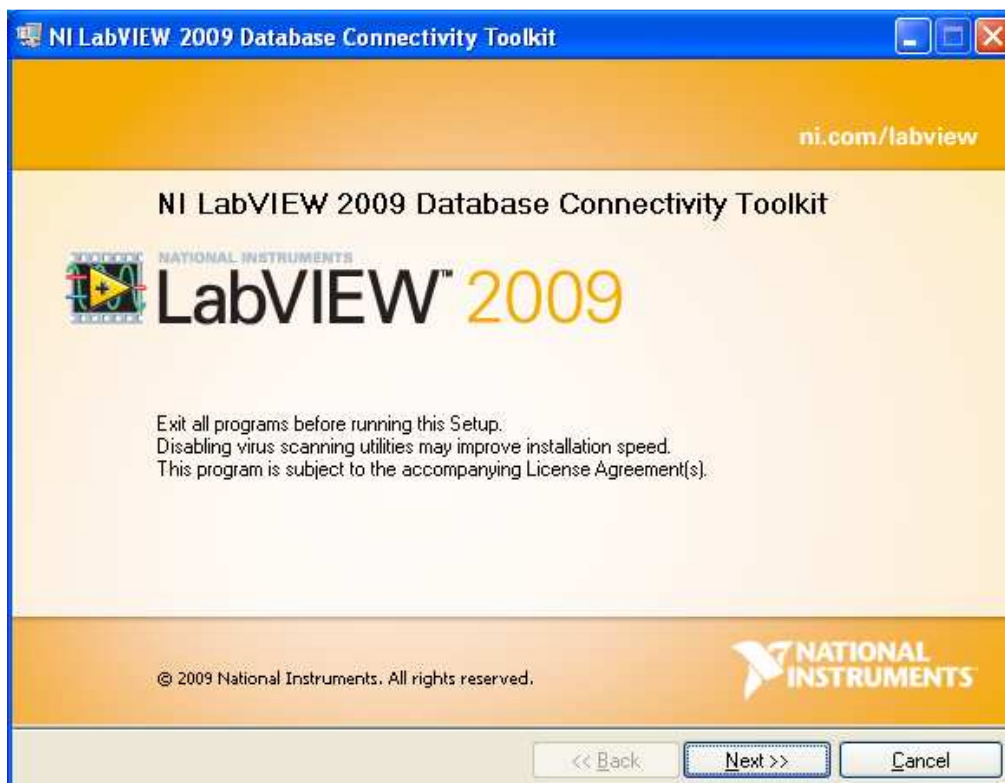 NI LabVIEW 2009 Database Connectivity Toolkit
ni.com/labview
NI LabVIEW 2009 Database Connectivity Toolkit
NATIONAL INSTRUMENTS
LabVIEW™ 2009
Exit all programs before running this Setup.
Disabling virus scanning utilities may improve installation speed.
This program is subject to the accompanying License Agreement(s).
© 2009 National Instruments. All rights reserved.
NATIONAL
INSTRUMENTS
<< Back Next >> Cancel